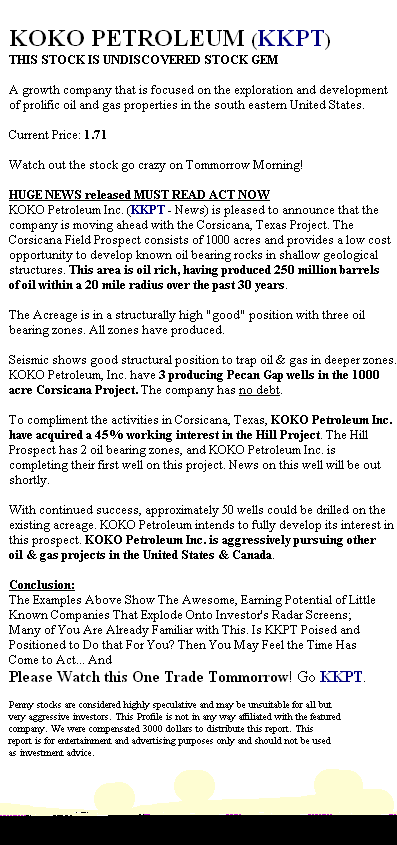 KOKO PETROLEUM (KKPT)
THIS STOCK IS UNDISCOVERED STOCK GEM
A growth company that is focused on the exploration and development
of prolific oil and gas properties in the south eastern United States.
Current Price: 1.71
Watch out the stock go crazy on Tommorrow Morning!
HUGE NEWS released MUST READ ACT NOW
KOKO Petroleum Inc. (KKPT - News) is pleased to announce that the
company is moving ahead with the Corsicana, Texas Project. The
Corsicana Field Prospect consists of 1000 acres and provides a low cost
opportunity to develop known oil bearing rocks in shallow geological
structures. This area is oil rich, having produced 250 million barrels
of oil within a 20 mile radius over the past 30 years.
The Acreage is in a structurally high "good" position with three oil
bearing zones. All zones have produced.
Seismic shows good structural position to trap oil & gas in deeper zones.
KOKO Petroleum, Inc. have 3 producing Pecan Gap wells in the 1000
acre Corsicana Project. The company has no debt.
To compliment the activities in Corsicana, Texas, KOKO Petroleum Inc.
have acquired a 45% working interest in the Hill Project. The Hill
Prospect has 2 oil bearing zones, and KOKO Petroleum Inc. is
completing their first well on this project. News on this well will be out
shortly.
With continued success, approximately 50 wells could be drilled on the
existing acreage. KOKO Petroleum intends to fully develop its interest in
this prospect. KOKO Petroleum Inc. is aggressively pursuing other
oil & gas projects in the United States & Canada.
Conclusion:
The Examples Above Show The Awesome, Earning Potential of Little
Known Companies That Explode Onto Investor's Radar Screens;
Many of You Are Already Familiar with This. Is KKPT Poised and
Positioned to Do that For You? Then You May Feel the Time Has
Come to Act... And
Please Watch this One Trade Tommorrow! Go KKPT.
Penny stocks are considered highly speculative and may be unsuitable for all but
very aggressive investors. This Profile is not in any way affiliated with the featured
company. We were compensated 3000 dollars to distribute this report. This
report is for entertainment and advertising purposes only and should not be used
as investment advice.